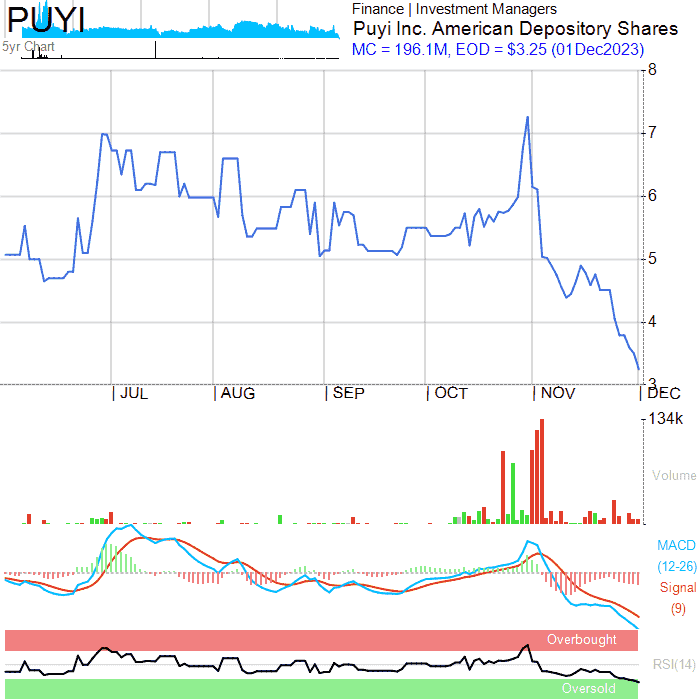 PUYI
5yr Chart
Finance | Investment Managers
Puyi Inc. American Depository Shares
MC = 196.1M, EOD = $3.25 (01Dec2023)
8
7
6
5
4
3
JUL
AUG
SEP
OCT
NOV
DEC
134k
Volume
MACD
(12-26)
Signal
(9)
Overbought
RSI(14)
Oversold